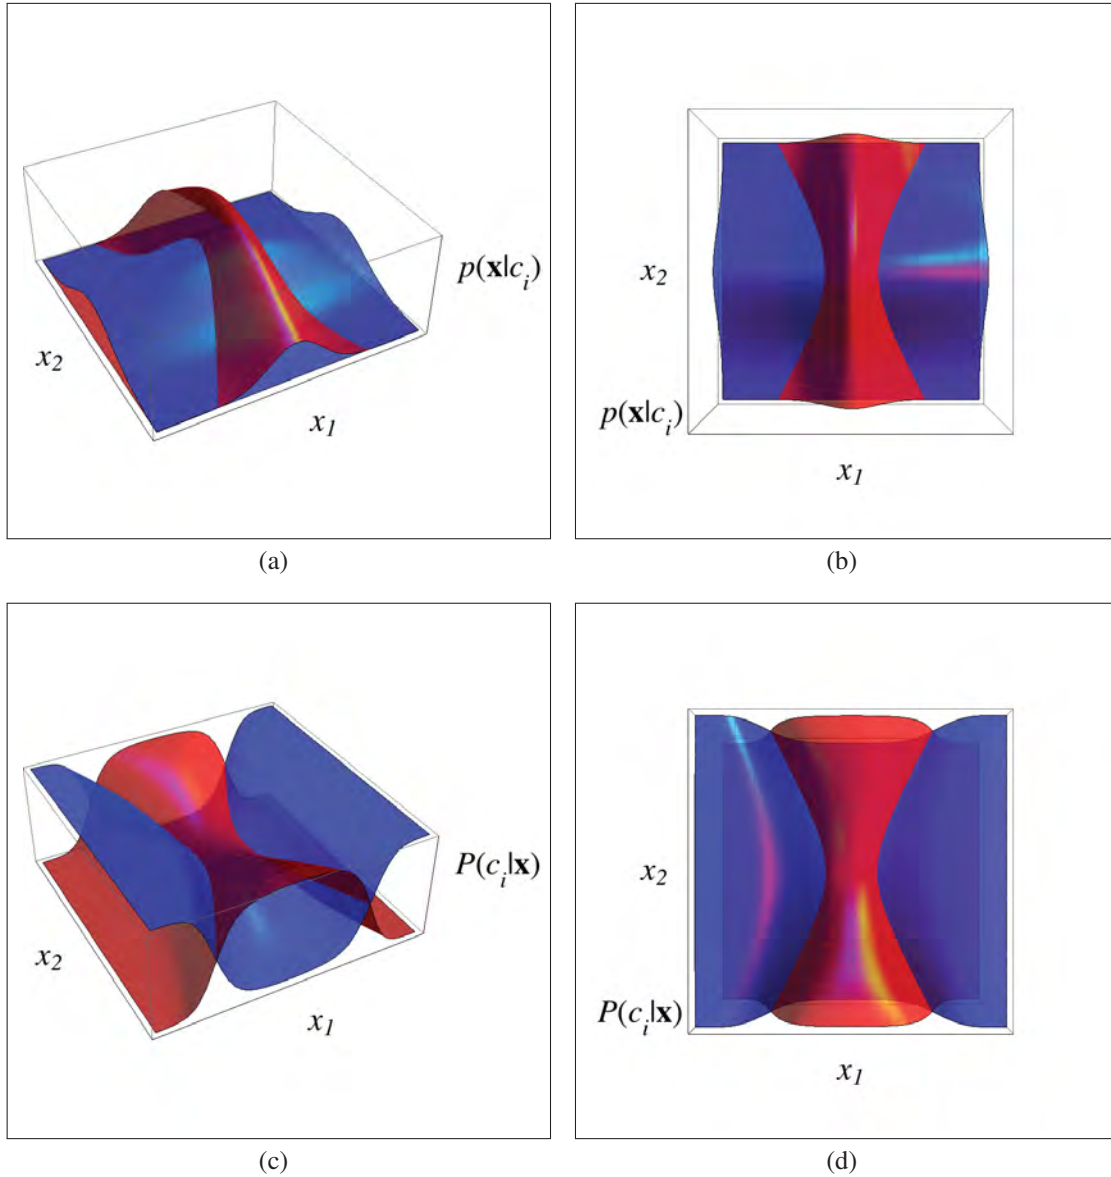 p(x|c_i)
x_2
x_1
(a)
x_2
p(x|c_i)
x_1
(b)
P(c_i|x)
x_2
x_1
(c)
x_2
P(c_i|x)
x_1
(d)